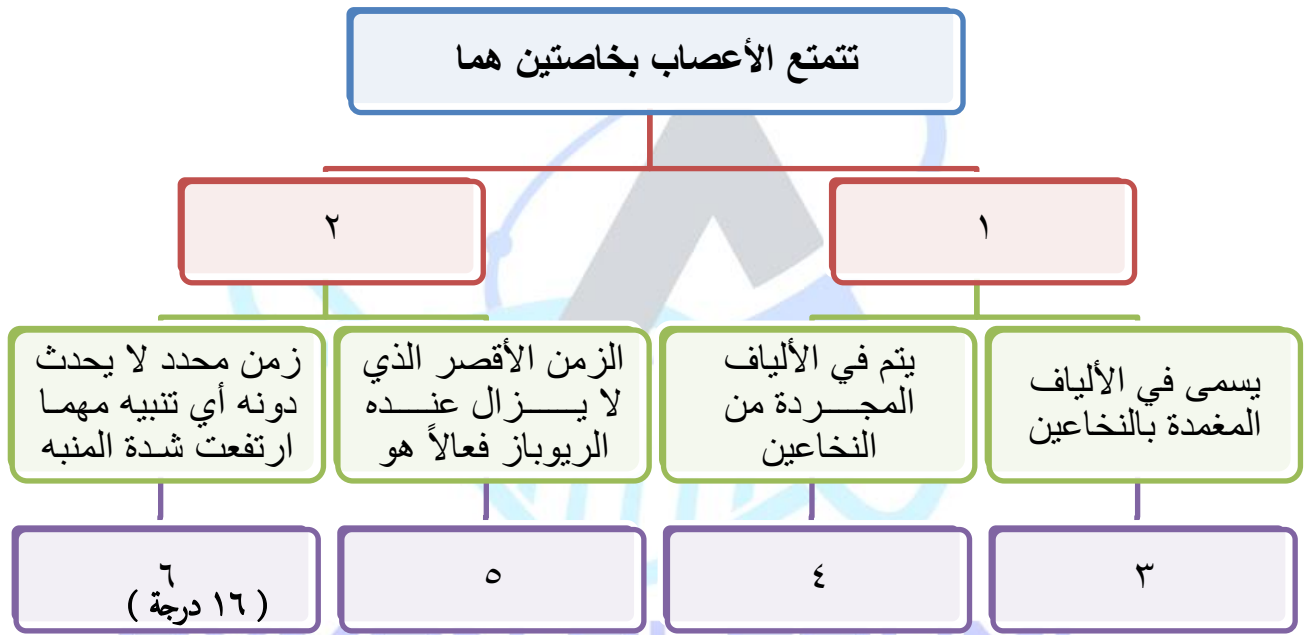 تتمتع الأعصاب بخاصتين هما
١
٢
يسمى في الألياف
المغمدة بالنخاعين
يتم في الألياف
المجردة من
النخاعين
الزمن الأقصر الذي
لا يزال عنده
الريوباز فعالاً هو
زمن محدد لا يحدث
دونه أي تنبيه مهما
ارتفعت شدة المنبه
٣
٤
٥
٦
( ١٦ درجة )